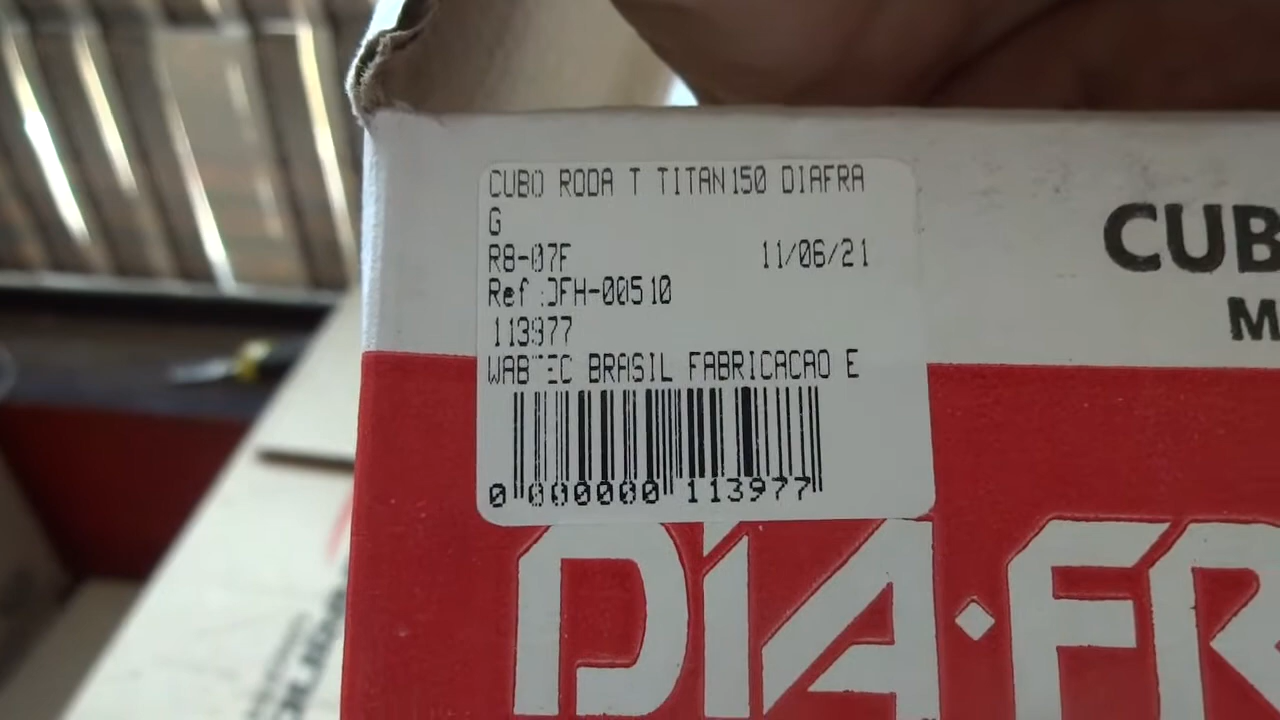 CUBO RODA T TITAN150 DIAFRA
G
R8-07F 11/06/21
Ref:DFH-00510
113977
WABTEC BRASIL FABRICACAO E
0 000000 113977
CUB
M
DIA·FR